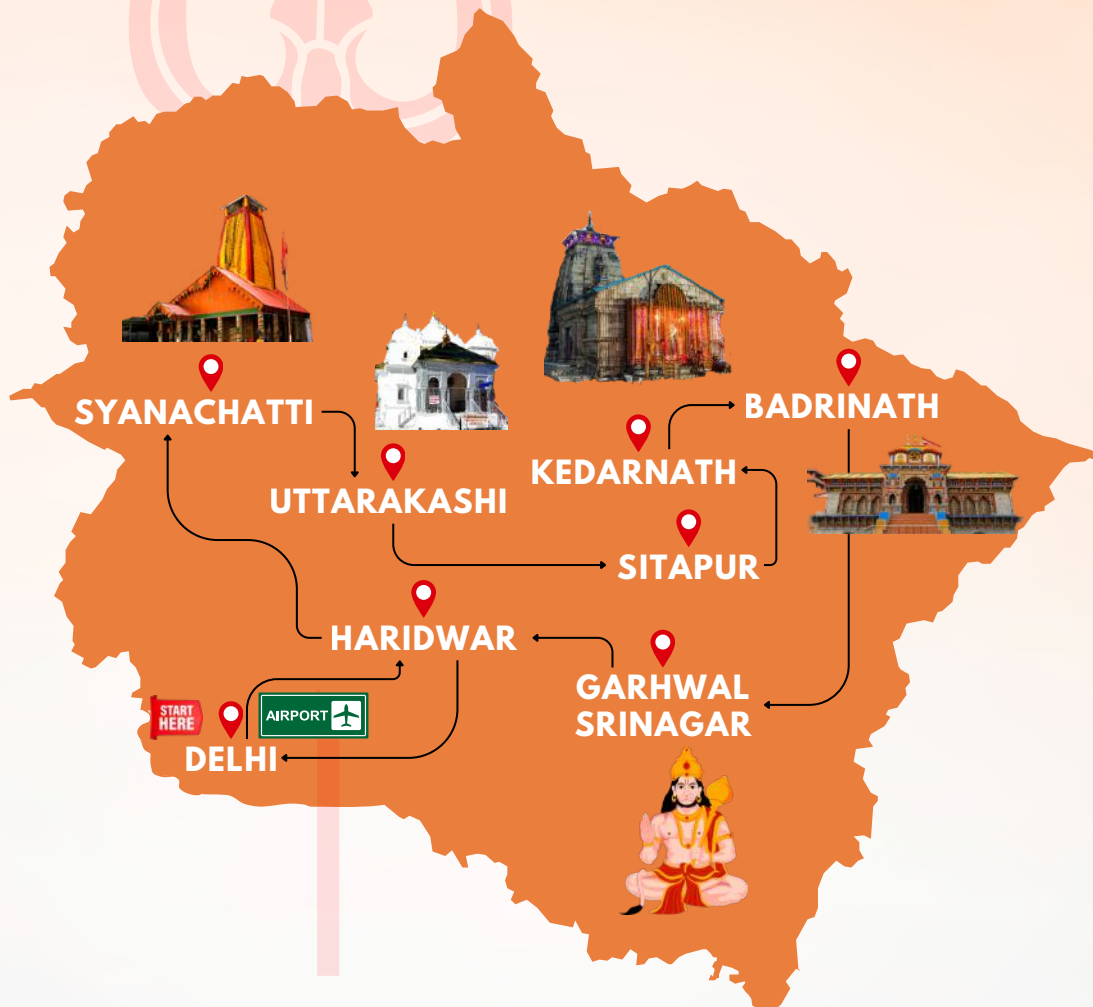 SYANACHATTI
BADRINATH
KEDARNATH
UTTARAKASHI
SITAPUR
HARIDWAR
GARHWAL
SRINAGAR
START
HERE
AIRPORT
DELHI